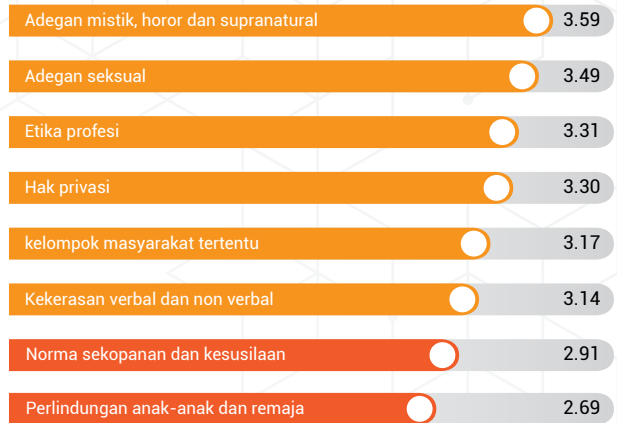 Adegan mistik, horor dan supranatural 3.59
Adegan seksual 3.49
Etika profesi 3.31
Hak privasi 3.30
kelompok masyarakat tertentu 3.17
Kekerasan verbal dan non verbal 3.14
Norma sekopanan dan kesusilaan 2.91
Perlindungan anak-anak dan remaja 2.69